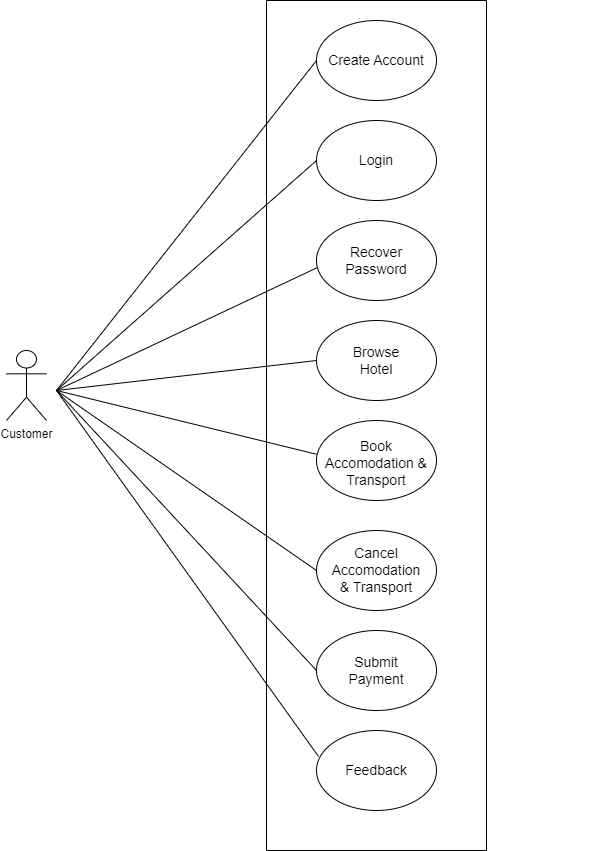 Create Account
Login
Recover
Password
Browse
Hotel
Customer
Book
Accomodation &
Transport
Cancel
Accomodation
& Transport
Submit
Payment
Feedback